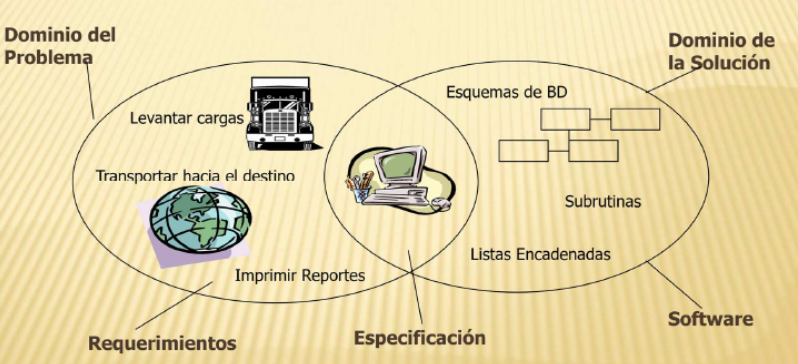 Dominio del
Problema
Dominio de
la Solución
Levantar cargas
Transportar hacia el destino
Imprimir Reportes
Esquemas de BD
Subrutinas
Listas Encadenadas
Requerimientos
Especificación
Software